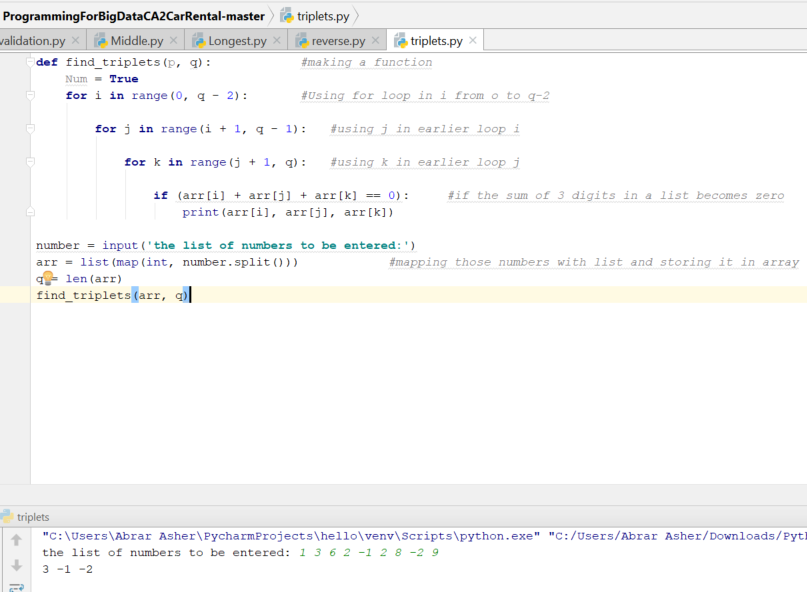 ProgrammingForBigDataCA2CarRental-master triplets.py
validation.py Middle.py Longest.py reverse.py triplets.py
def find_triplets(p, q): #making a function
Num = True
for i in range(0, q - 2): #Using for loop in i from o to q-2
for j in range(i + 1, q - 1): #using j in earlier loop i
for k in range(j + 1, q): #using k in earlier loop j
if (arr[i] + arr[j] + arr[k] == 0): #if the sum of 3 digits in a list becomes zero
print(arr[i], arr[j], arr[k])
number = input('the list of numbers to be entered:')
arr = list(map(int, number.split())) #mapping those numbers with list and storing it in array
q = len(arr)
find_triplets(arr, q)
triplets
"C:\Users\Abrar Asher\PycharmProjects\hello\venv\Scripts\python.exe" "C:/Users/Abrar Asher/Downloads/Pyth
the list of numbers to be entered: 1 3 6 2 -1 2 8 -2 9
3 -1 -2